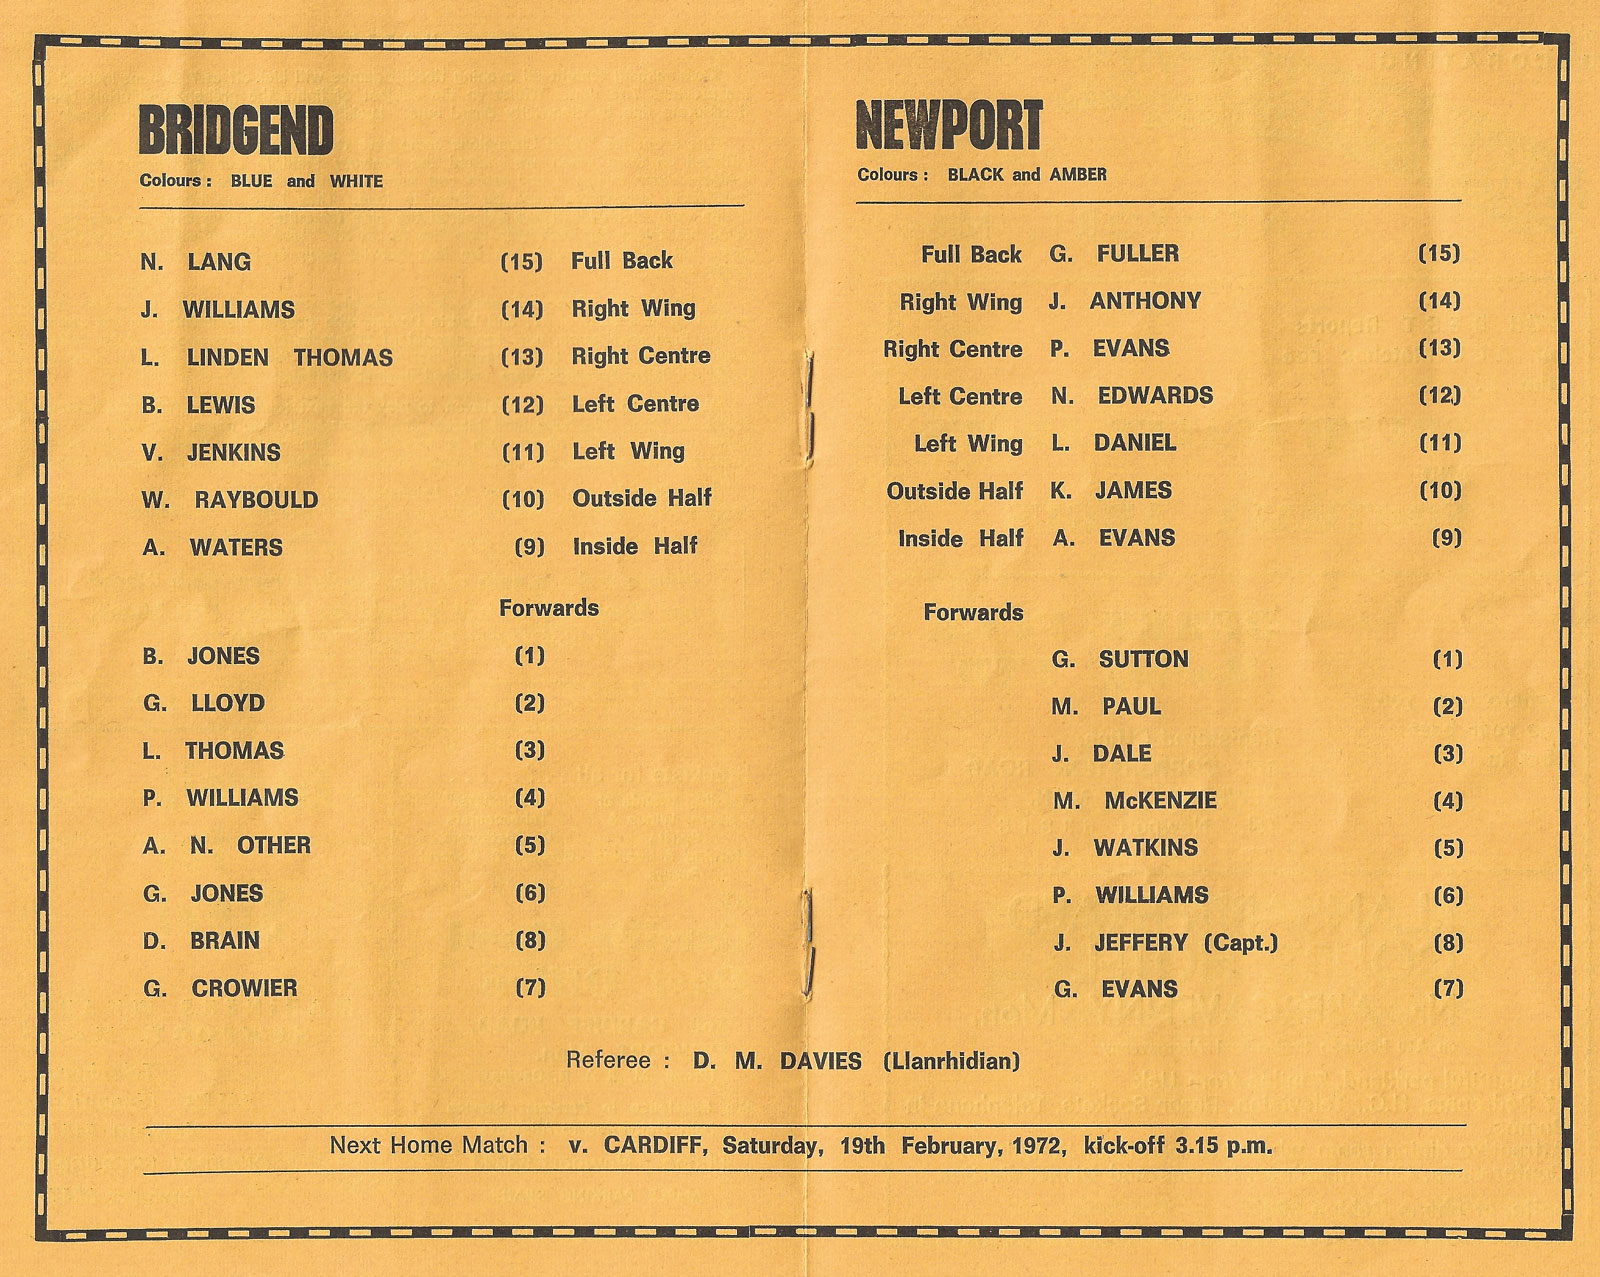 BRIDGEND
Colours : BLUE and WHITE
N. LANG (15) Full Back
J. WILLIAMS (14) Right Wing
L. LINDEN THOMAS (13) Right Centre
B. LEWIS (12) Left Centre
V. JENKINS (11) Left Wing
W. RAYBOULD (10) Outside Half
A. WATERS (9) Inside Half
Forwards
B. JONES (1)
G. LLOYD (2)
L. THOMAS (3)
P. WILLIAMS (4)
A. N. OTHER (5)
G. JONES (6)
D. BRAIN (8)
G. CROWIER (7)
NEWPORT
Colours : BLACK and AMBER
Full Back G. FULLER (15)
Right Wing J. ANTHONY (14)
Right Centre P. EVANS (13)
Left Centre N. EDWARDS (12)
Left Wing L. DANIEL (11)
Outside Half K. JAMES (10)
Inside Half A. EVANS (9)
Forwards
G. SUTTON (1)
M. PAUL (2)
J. DALE (3)
M. McKENZIE (4)
J. WATKINS (5)
P. WILLIAMS (6)
J. JEFFERY (Capt.) (8)
G. EVANS (7)
Referee : D. M. DAVIES (Llanrhidian)
Next Home Match : v. CARDIFF, Saturday, 19th February, 1972, kick-off 3.15 p.m.